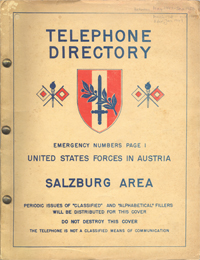 TELEPHONE
DIRECTORY
EMERGENCY NUMBERS PAGE 1
UNITED STATES FORCES IN AUSTRIA
SALZBURG AREA
PERIODIC ISSUES OF "CLASSIFIED" AND "ALPHABETICAL" FILLERS
WILL BE DISTRIBUTED FOR THIS COVER
DO NOT DESTROY THIS COVER
THE TELEPHONE IS NOT A CLASSIFIED MEANS OF COMMUNICATION